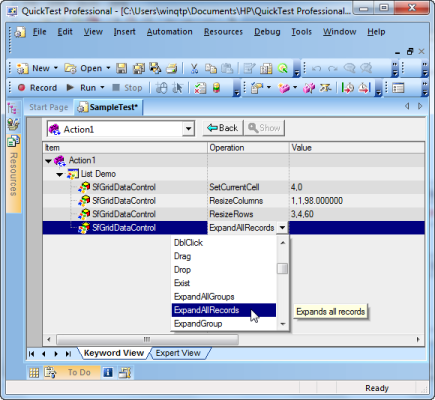 QuickTest Professional - [C:\Users\winqtp\Documents\HP\QuickTest Professional...
File Edit View Insert Automation Resources Debug Tools Window
Help
New Open
Record Run Stop
Start Page SampleTest*
Resources
Action1 Back Show
Item Operation Value
Action1
List Demo
SfGridDataControl SetCurrentCell 4,0
SfGridDataControl ResizeColumns 1,1,98.000000
SfGridDataControl ResizeRows 3,4,60
SfGridDataControl ExpandAllRecords
DblClick
Drag
Drop
Exist
ExpandAllGroups
ExpandAllRecords
Expands all records
ExpandGroup
Keyword View Expert View
To Do
Ready